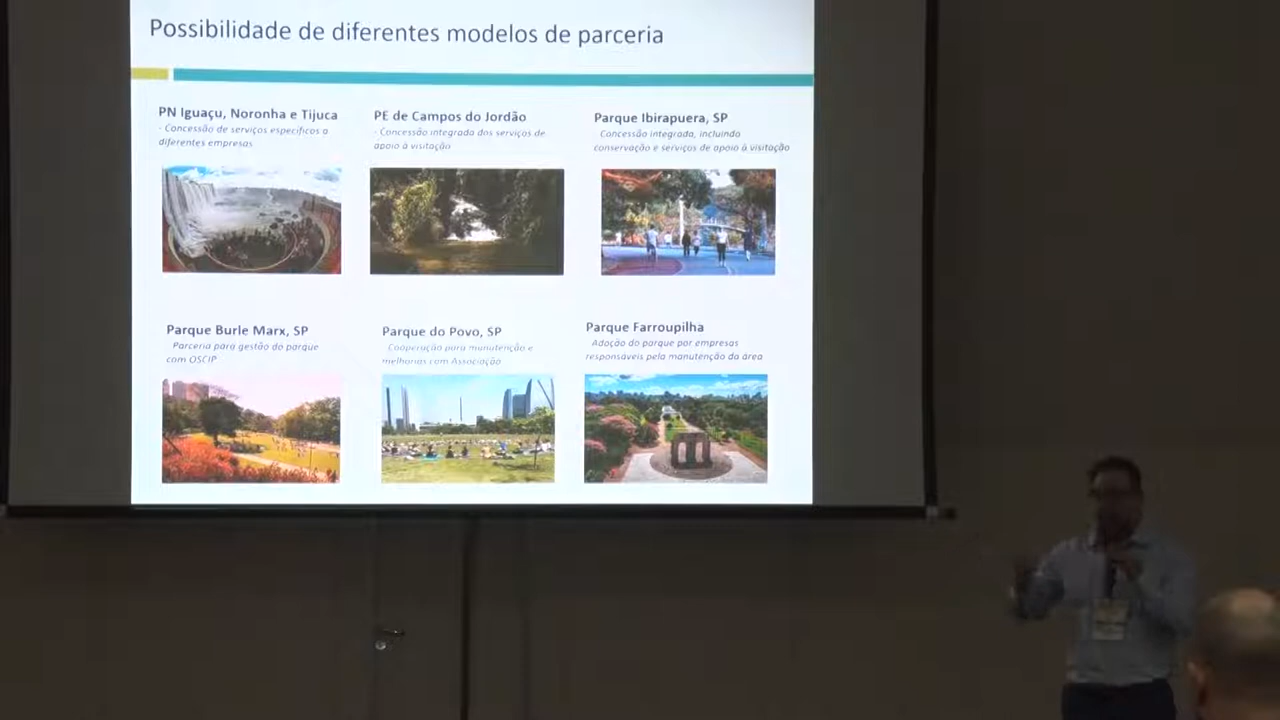 Possibilidade de diferentes modelos de parceria
PN Iguaçu, Noronha e Tijuca
- Concessão de serviços específicos a
diferentes empresas
PE de Campos do Jordão
- Concessão integrada dos serviços de
apoio à visitação
Parque Ibirapuera, SP
Concessão integrada, incluindo
conservação e serviços de apoio à visitação
Parque Burle Marx, SP
Parceria para gestão do parque
com OSCIP
Parque do Povo, SP
Cooperação para manutenção e
melhorias com Associação
Parque Farroupilha
Adoção do parque por empresas
responsáveis pela manutenção da área